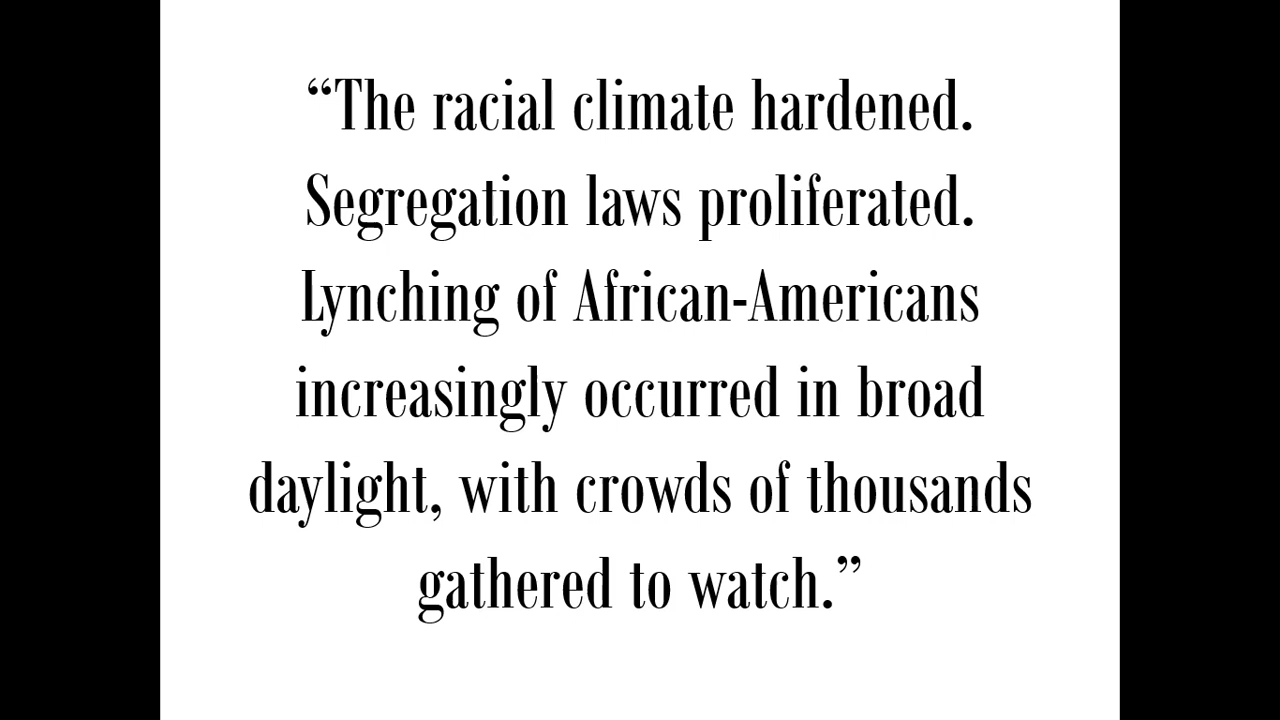 “The racial climate hardened.
Segregation laws proliferated.
Lynching of African-Americans
increasingly occurred in broad
daylight, with crowds of thousands
gathered to watch.”